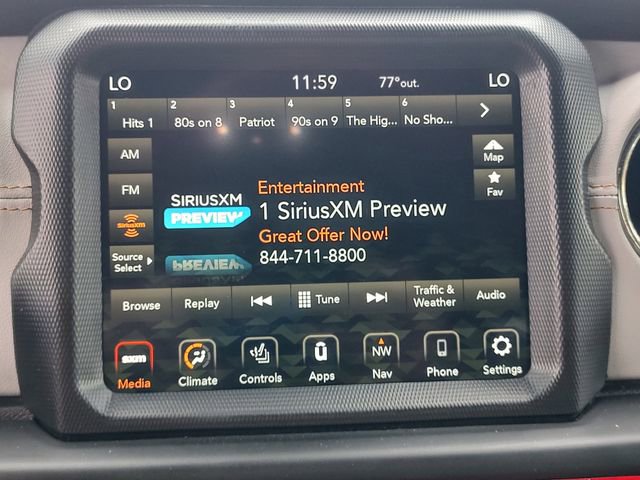 LO 11:59 77°out. LO
1 Hits 1 2 80s on 8 3 Patriot 4 90s on 9 5 The Hig... 6 No Sho...
AM
Map
FM
Fav
SiriusXM
SIRIUSXM
PREVIEW
Entertainment
1 SiriusXM Preview
Great Offer Now!
844-711-8800
Source
Select
PREVIEW
Browse Replay Tune Traffic & Weather Audio
sxm
NW
Media Climate Controls Apps Nav Phone Settings